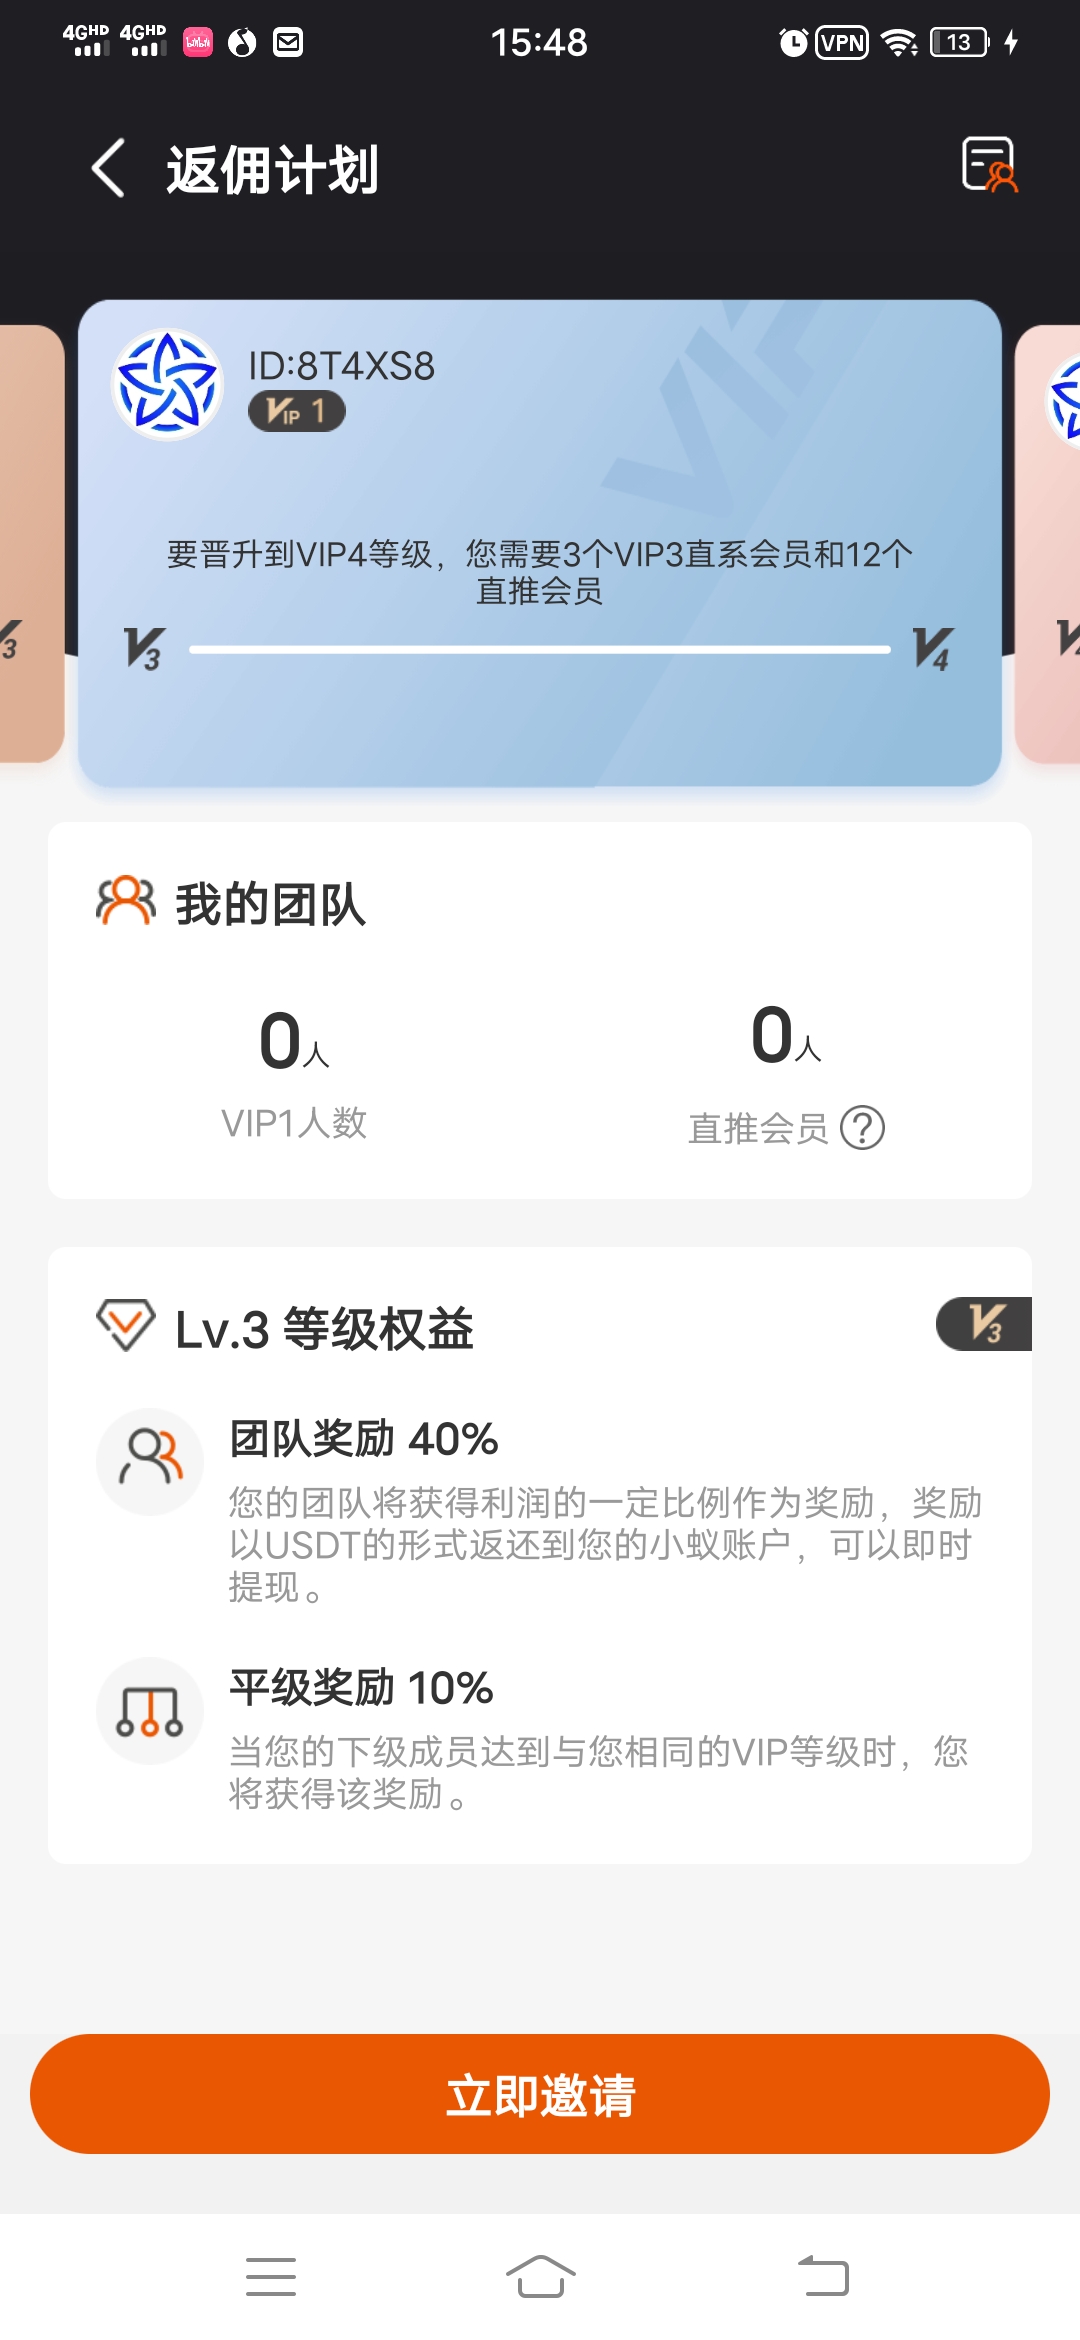 4GHD 4GHD bilibili 15:48 VPN 13
返佣计划
ID:8T4XS8
VIP 1
VIP
要晋升到VIP4等级，您需要3个VIP3直系会员和12个
直推会员
V3 V3 V4
我的团队
0人 0人
VIP1人数 直推会员 ?
Lv.3 等级权益 V3
团队奖励 40%
您的团队将获得利润的一定比例作为奖励，奖励
以USDT的形式返还到您的小蚁账户，可以即时
提现。
平级奖励 10%
当您的下级成员达到与您相同的VIP等级时，您
将获得该奖励。
立即邀请